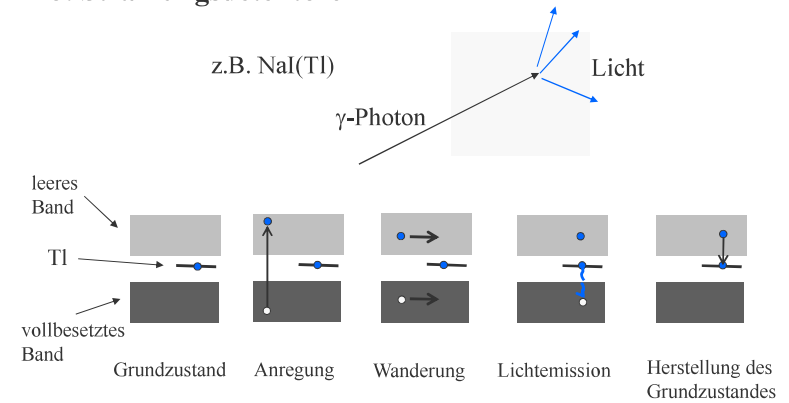 z.B. NaI(Tl)
Licht
γ-Photon
leeres
Band
Tl
vollbesetztes
Band
Grundzustand
Anregung
Wanderung
Lichtemission
Herstellung des
Grundzustandes